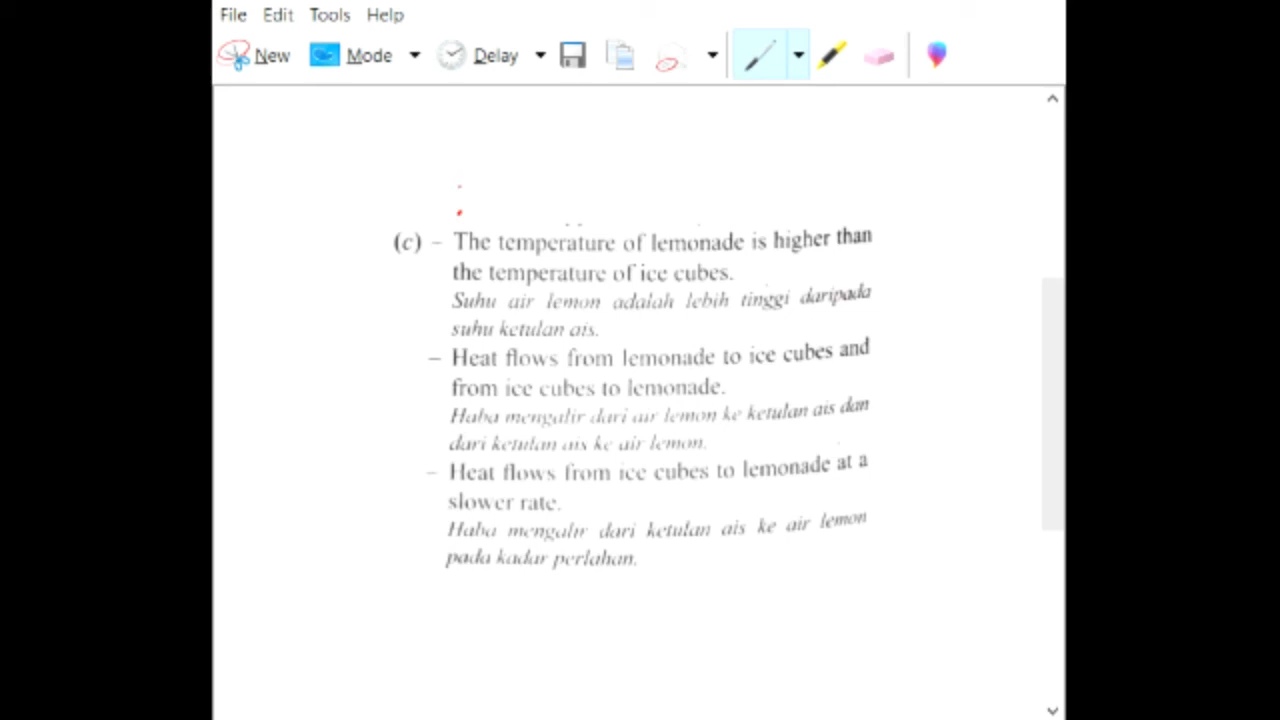 File Edit Tools Help
New Mode Delay
(c) – The temperature of lemonade is higher than
the temperature of ice cubes.
Suhu air lemon adalah lebih tinggi daripada
suhu ketulan ais.
– Heat flows from lemonade to ice cubes and
from ice cubes to lemonade.
Haba mengalir dari air lemon ke ketulan ais dan
dari ketulan ais ke air lemon.
– Heat flows from ice cubes to lemonade at a
slower rate.
Haba mengalir dari ketulan ais ke air lemon
pada kadar perlahan.